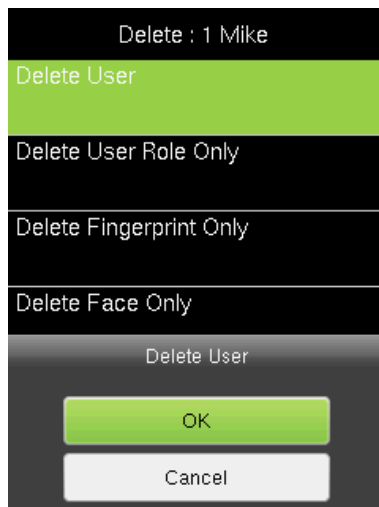 Delete : 1 Mike
Delete User
Delete User Role Only
Delete Fingerprint Only
Delete Face Only
Delete User
OK
Cancel